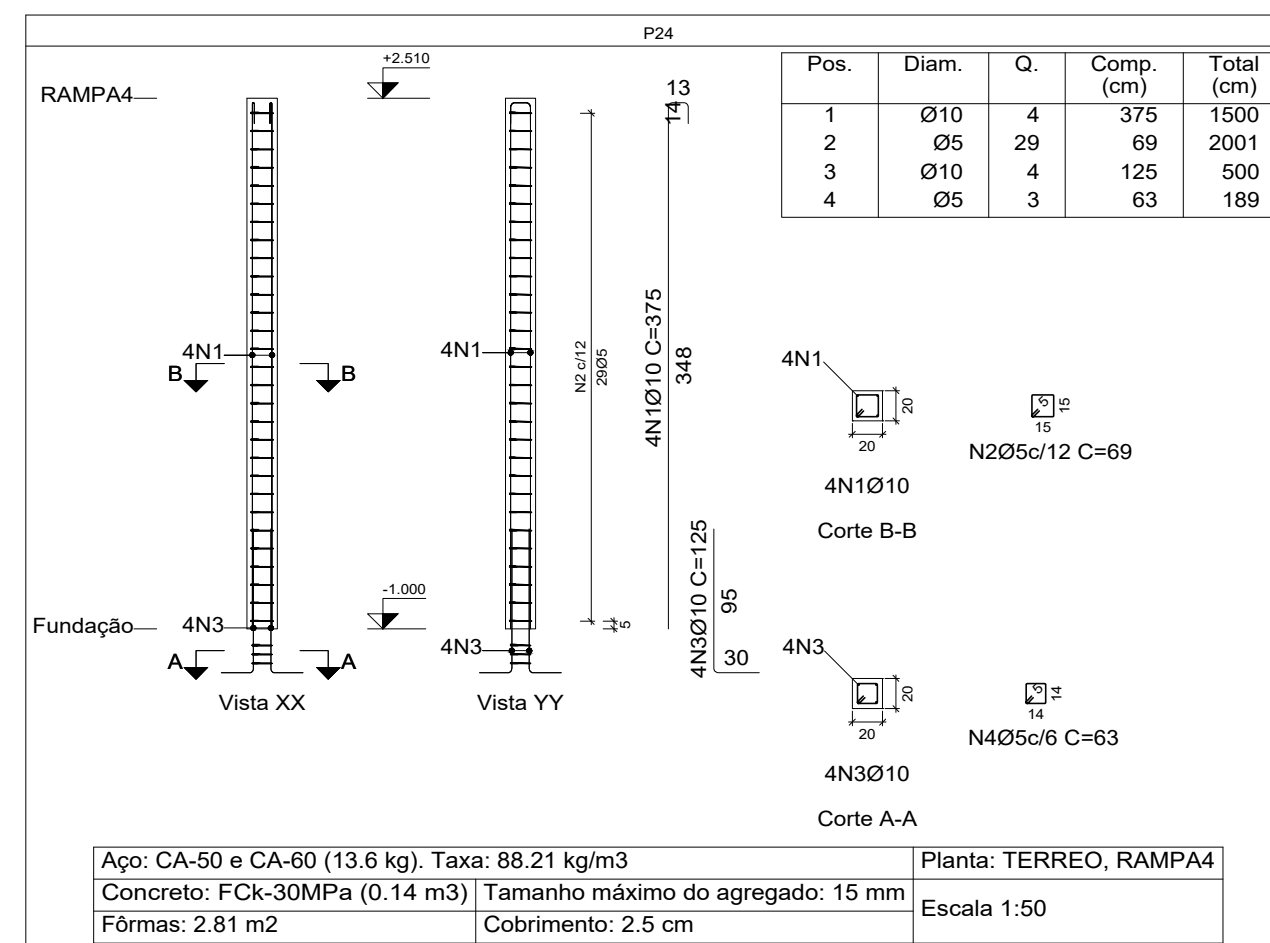 P24
RAMPA4
+2.510
13
14
Pos. Diam. Q. Comp. (cm) Total (cm)
1 Ø10 4 375 1500
2 Ø5 29 69 2001
3 Ø10 4 125 500
4 Ø5 3 63 189
4N1
B B
4N1
N2 c/12
29Ø5
4N1Ø10 C=375
348
4N1
20
20
4N1Ø10
Corte B-B
5
15
15
N2Ø5c/12 C=69
Fundação
4N3
A A
Vista XX
-1.000
4N3
Vista YY
5
4N3Ø10 C=125
95
30
4N3
20
20
4N3Ø10
Corte A-A
5
14
14
N4Ø5c/6 C=63
Aço: CA-50 e CA-60 (13.6 kg). Taxa: 88.21 kg/m3
Planta: TERREO, RAMPA4
Concreto: FCk-30MPa (0.14 m3)
Tamanho máximo do agregado: 15 mm
Escala 1:50
Fôrmas: 2.81 m2
Cobrimento: 2.5 cm